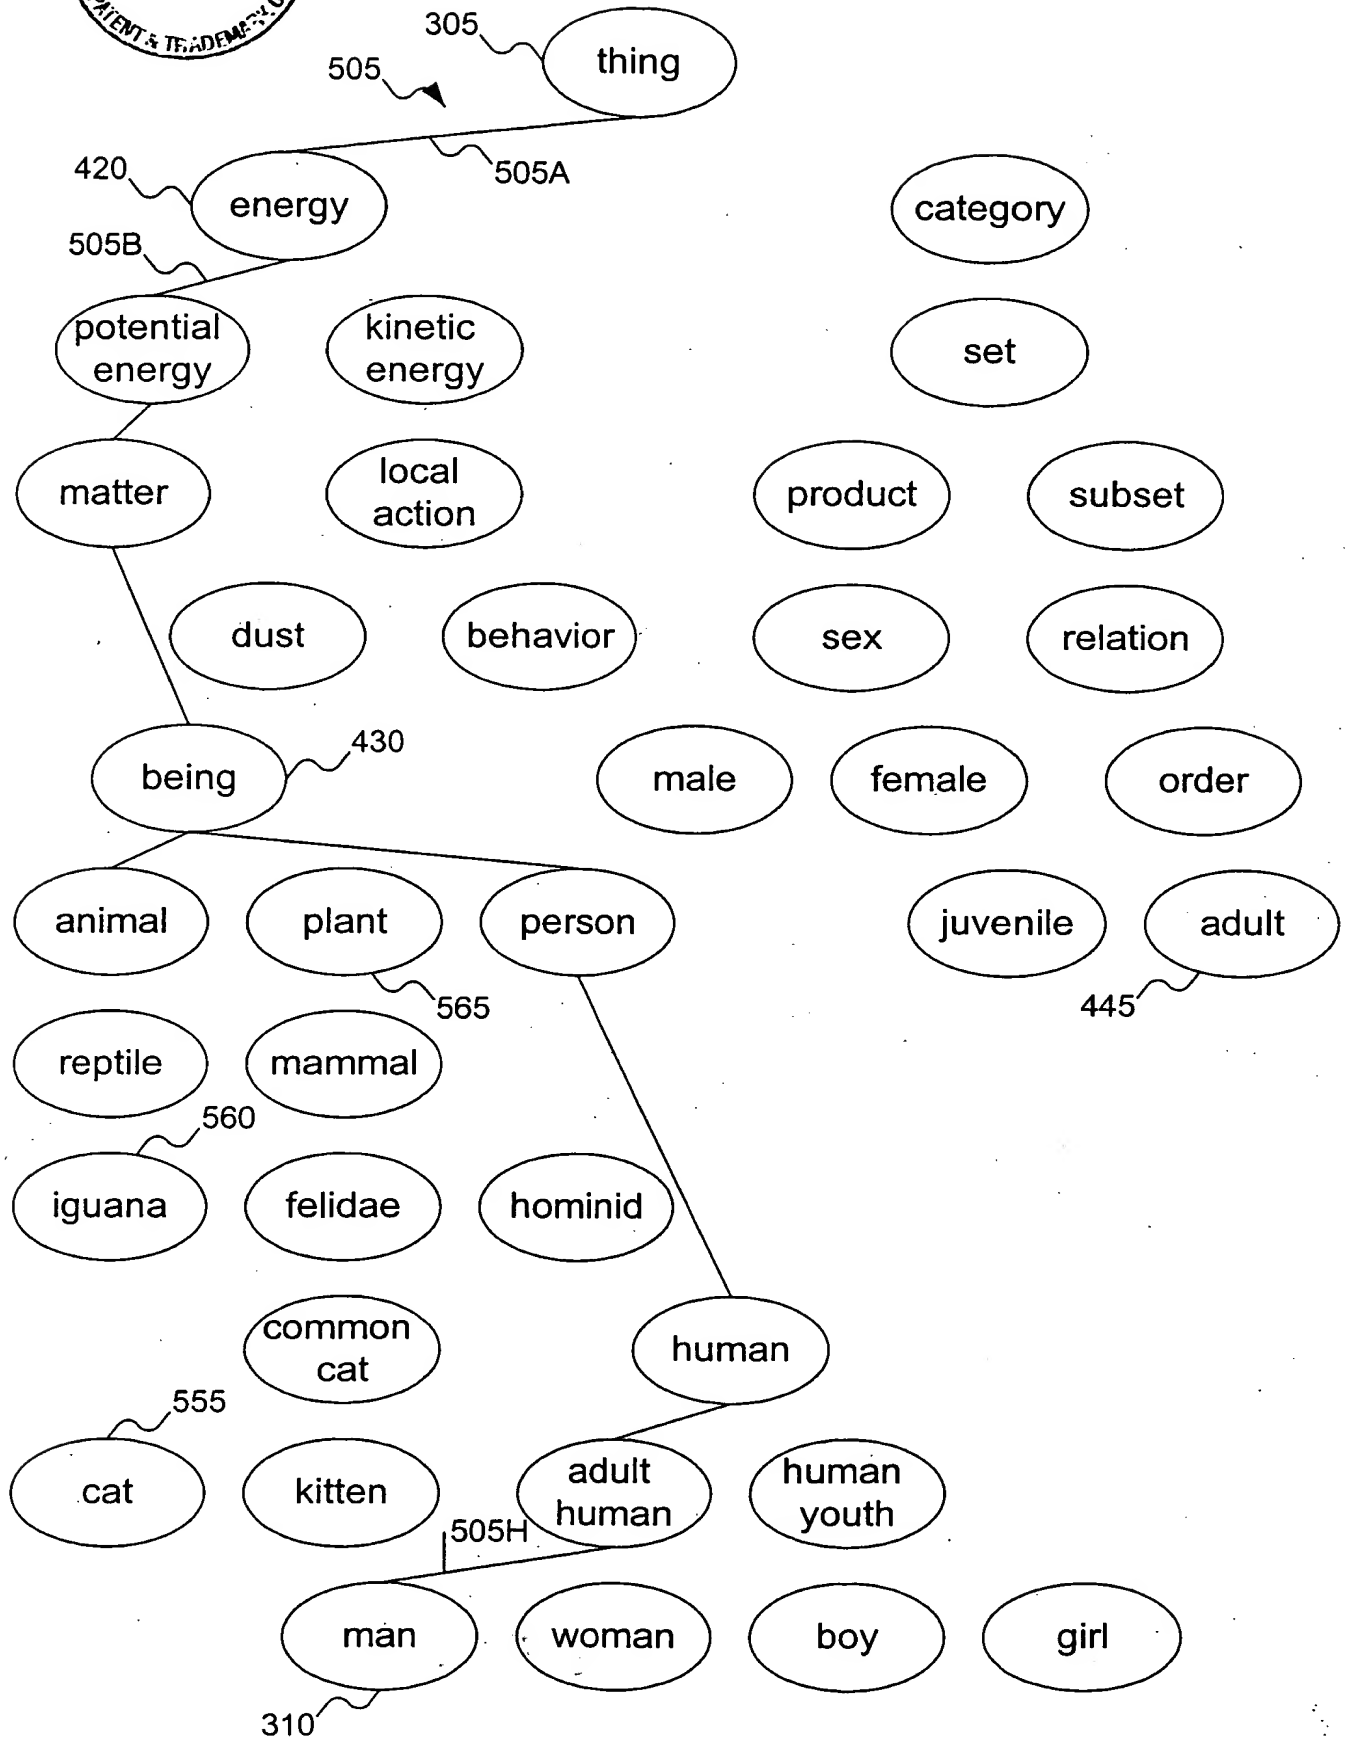 PATENT & TRADEMARK
305
thing
505
505A
420
energy
category
505B
potential
energy
kinetic
energy
set
matter
local
action
product
subset
dust
behavior
sex
relation
being
430
male
female
order
animal
plant
person
juvenile
adult
565
445
reptile
mammal
560
iguana
felidae
hominid
common
cat
human
555
cat
kitten
adult
human
human
youth
505H
man
woman
boy
girl
310